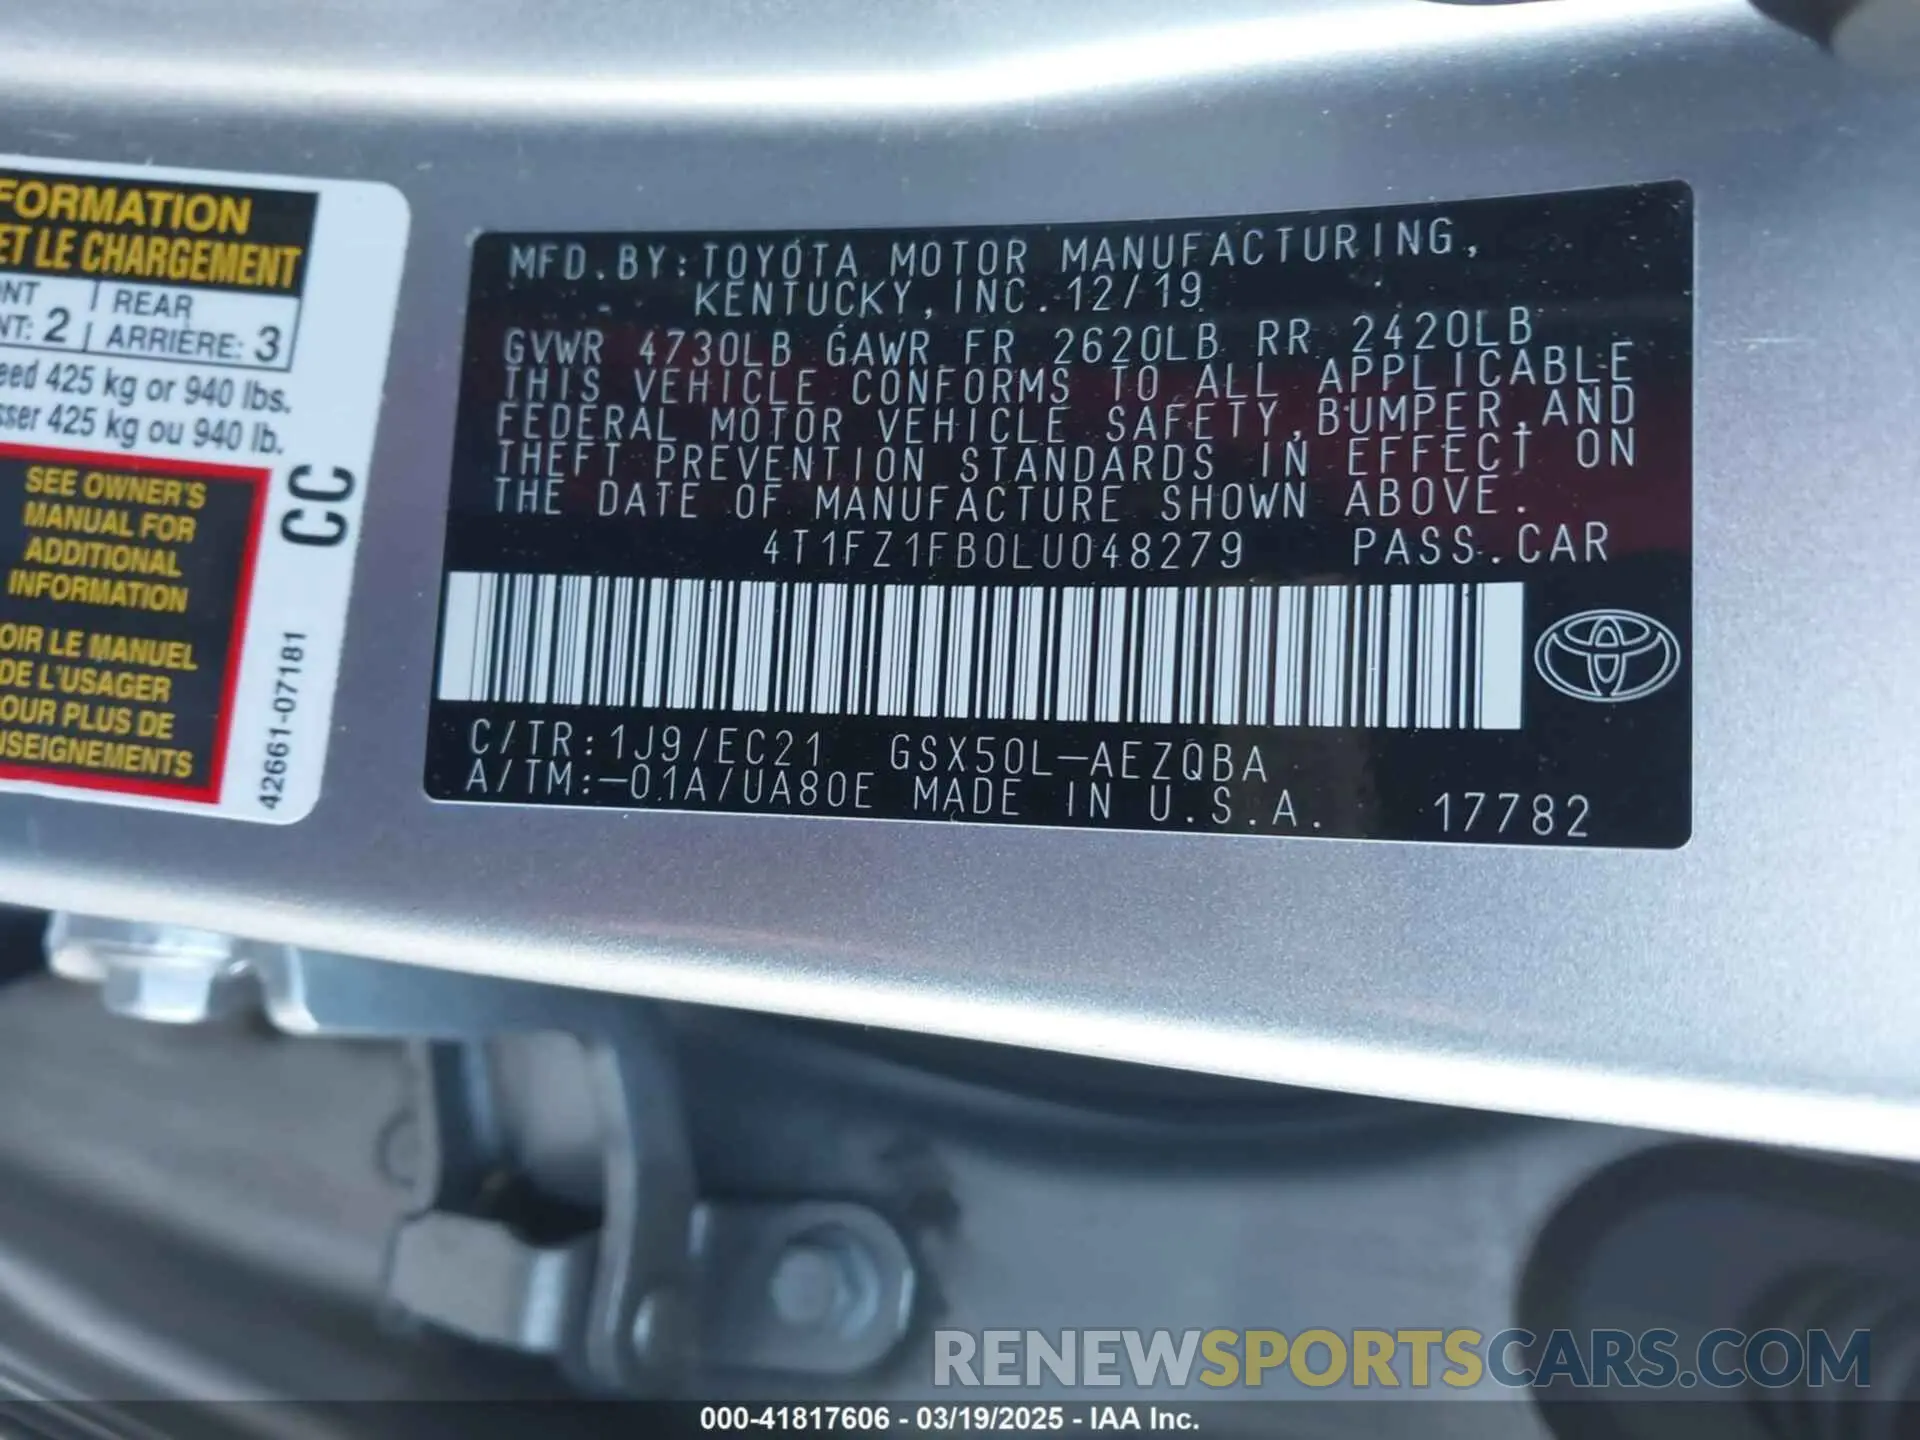 FORMATION
ET LE CHARGEMENT
REAR
2
ARRIÈRE: 3
425 kg or 940 lbs.
425 kg ou 940 lb.
CC
SEE OWNER'S
MANUAL FOR
ADDITIONAL
INFORMATION
OIR LE MANUEL
DE L'USAGER
OUR PLUS DE
NSEIGNEMENTS
42661-07181
MFD.BY:TOYOTA MOTOR MANUFACTURING,
KENTUCKY,INC.12/19
GVWR 4730LB GAWR FR 2620LB RR 2420LB
THIS VEHICLE CONFORMS TO ALL APPLICABLE
FEDERAL MOTOR VEHICLE SAFETY,BUMPER,AND
THEFT PREVENTION STANDARDS IN EFFECT ON
THE DATE OF MANUFACTURE SHOWN ABOVE.
4T1FZ1FB0LU048279 PASS.CAR
C/TR:1J9/EC21 GSX50L-AEZQBA
A/TM:-01A/UA80E MADE IN U.S.A. 17782
RENEWSPORTSCARS.COM
000-41817606 - 03/19/2025 - IAA Inc.